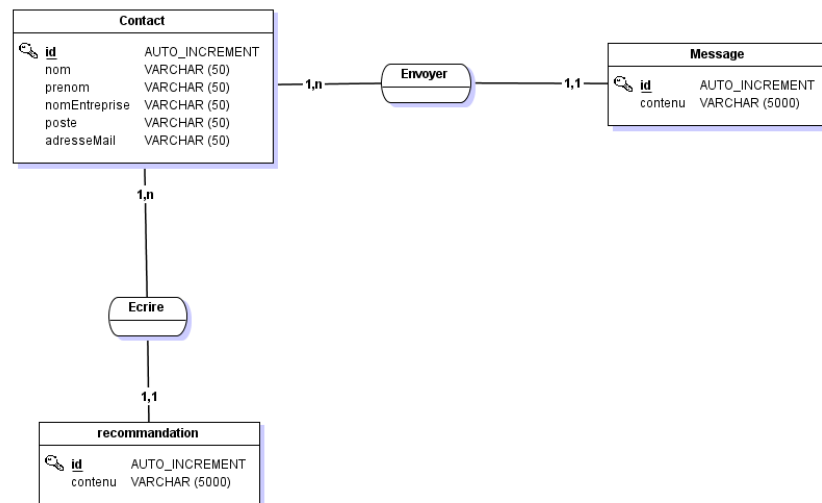 Contact
id AUTO_INCREMENT
nom VARCHAR (50)
prenom VARCHAR (50)
nomEntreprise VARCHAR (50)
poste VARCHAR (50)
adresseMail VARCHAR (50)
1,n
Envoyer
1,1
Message
id AUTO_INCREMENT
contenu VARCHAR (5000)
1,n
Ecrire
1,1
recommandation
id AUTO_INCREMENT
contenu VARCHAR (5000)